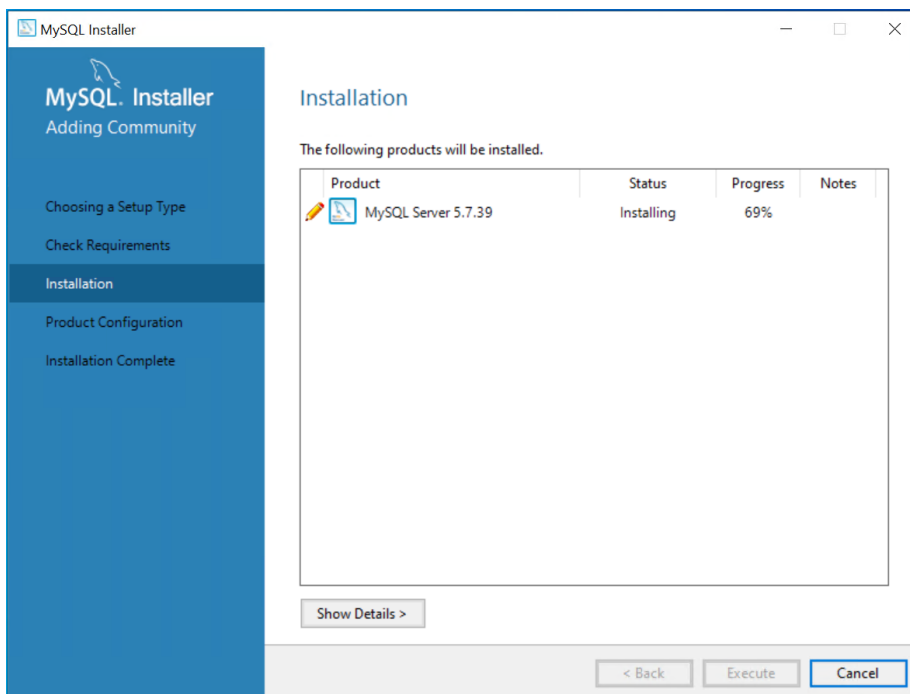 MySQL Installer
MySQL. Installer
Adding Community
Choosing a Setup Type
Check Requirements
Installation
Product Configuration
Installation Complete
Installation
The following products will be installed.
Product Status Progress Notes
MySQL Server 5.7.39 Installing 69%
Show Details >
< Back Execute Cancel